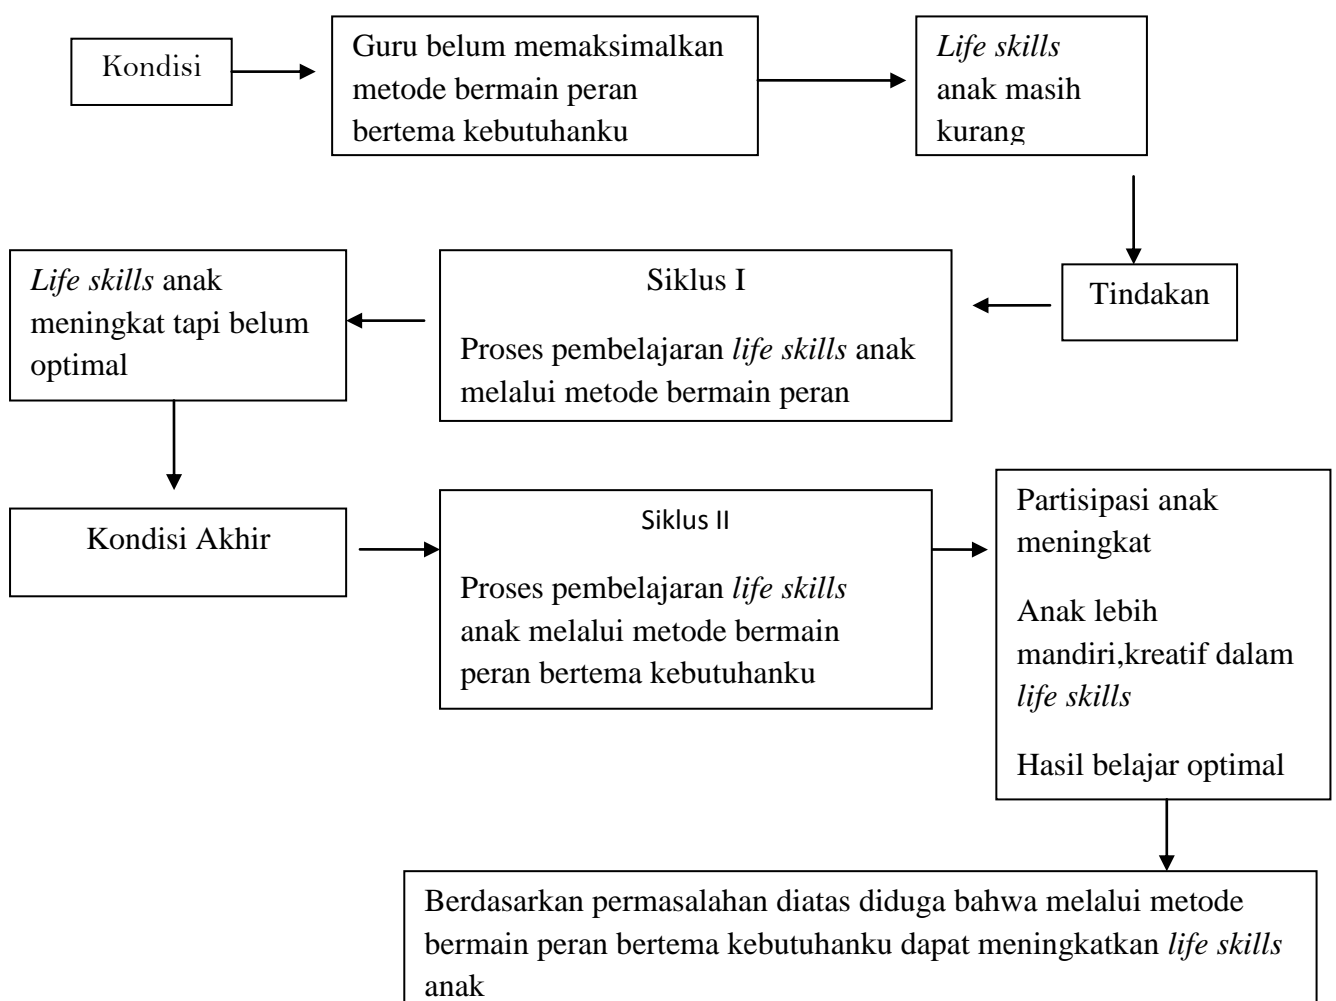 Kondisi
Guru belum memaksimalkan
metode bermain peran
bertema kebutuhanku
Life skills
anak masih
kurang
Tindakan
Siklus I
Proses pembelajaran life skills anak
melalui metode bermain peran
Life skills anak
meningkat tapi belum
optimal
Kondisi Akhir
Siklus II
Proses pembelajaran life skills
anak melalui metode bermain
peran bertema kebutuhanku
Partisipasi anak
meningkat
Anak lebih
mandiri,kreatif dalam
life skills
Hasil belajar optimal
Berdasarkan permasalahan diatas diduga bahwa melalui metode
bermain peran bertema kebutuhanku dapat meningkatkan life skills
anak